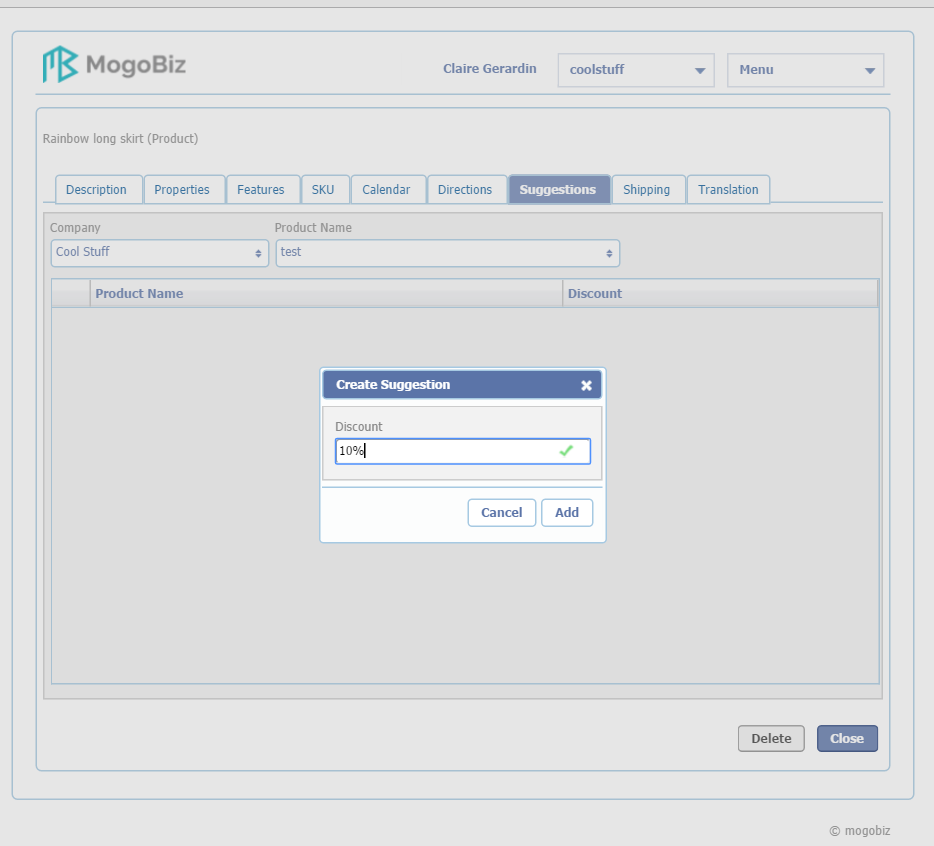 MogoBiz
Claire Gerardin
coolstuff
Menu
Rainbow long skirt (Product)
Description
Properties
Features
SKU
Calendar
Directions
Suggestions
Shipping
Translation
Company
Product Name
Cool Stuff
test
Product Name
Discount
Create Suggestion
Discount
10%
Cancel
Add
Delete
Close
© mogobiz